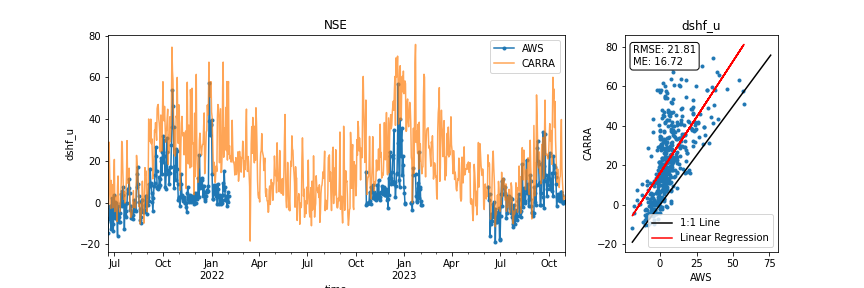 NSE
dshf_u
80
60
40
20
0
−20
Jul
Oct
Jan
2022
Apr
Jul
Oct
Jan
2023
Apr
Jul
Oct
time
AWS
CARRA
dshf_u
RMSE: 21.81
ME: 16.72
CARRA
80
60
40
20
0
−20
0
25
50
75
AWS
1:1 Line
Linear Regression